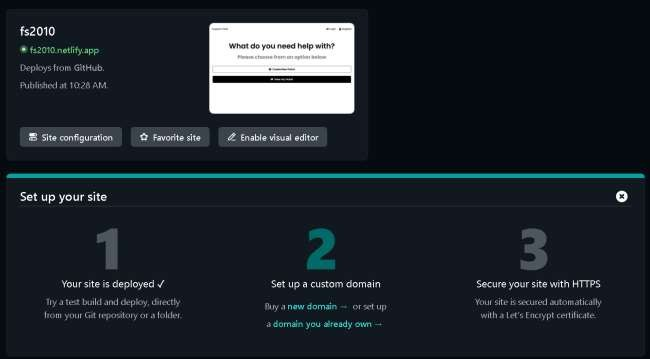 fs2010
fs2010.netlify.app
Deploys from GitHub.
Published at 10:28 AM.
What do you need help with?
Please choose from an option below
Site configuration
Favorite site
Enable visual editor
Set up your site
1
Your site is deployed ✓
Try a test build and deploy, directly
from your Git repository or a folder.
2
Set up a custom domain
Buy a new domain → or set up
a domain you already own →
3
Secure your site with HTTPS
Your site is secured automatically
with a Let's Encrypt certificate.